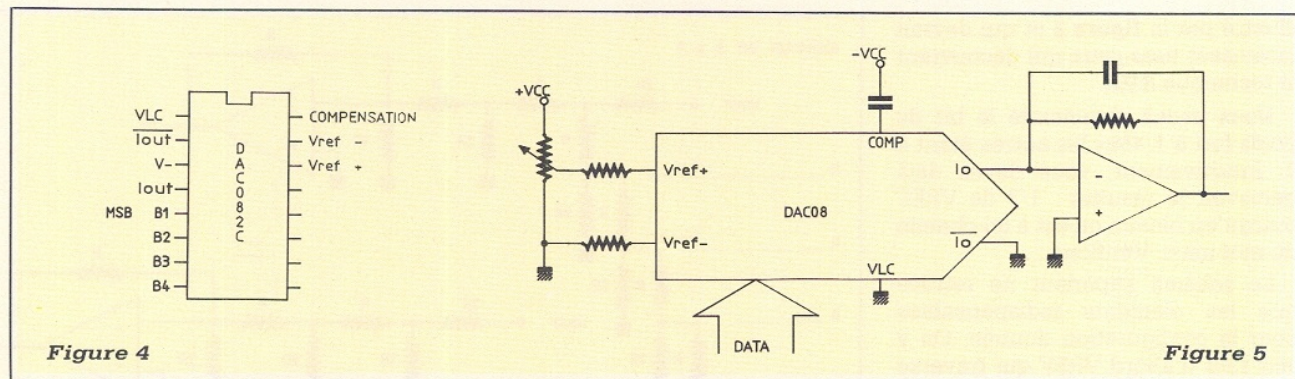 VLC
COMPENSATION
Iout
Vref -
V-
Vref +
Iout
MSB B1
B2
B3
B4
DAC082C
Figure 4
+VCC
-VCC
COMP
Vref+
Io
DAC08
Vref-
Io
VLC
DATA
-
+
Figure 5